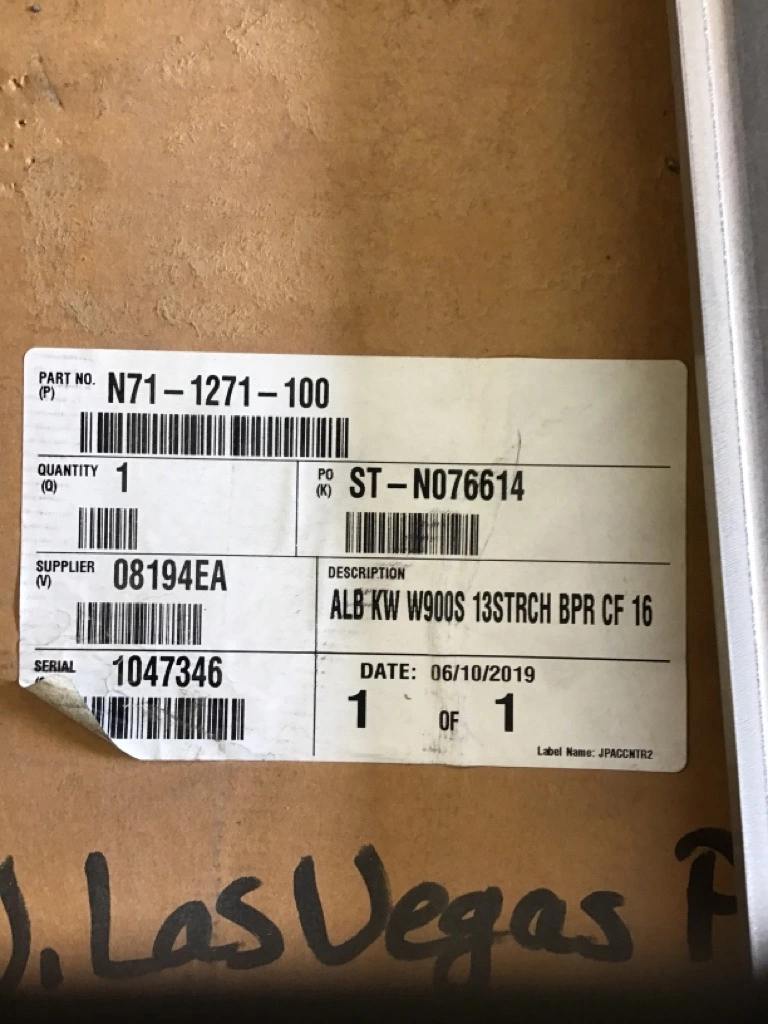 PART NO. N71-1271-100
(P)
QUANTITY 1
(Q)
PO ST-N076614
(K)
SUPPLIER 08194EA
(V)
DESCRIPTION
ALB KW W900S 13STRCH BPR CF 16
SERIAL 1047346
DATE: 06/10/2019
1 OF 1
Label Name: JPACCNTR2
Las Vegas